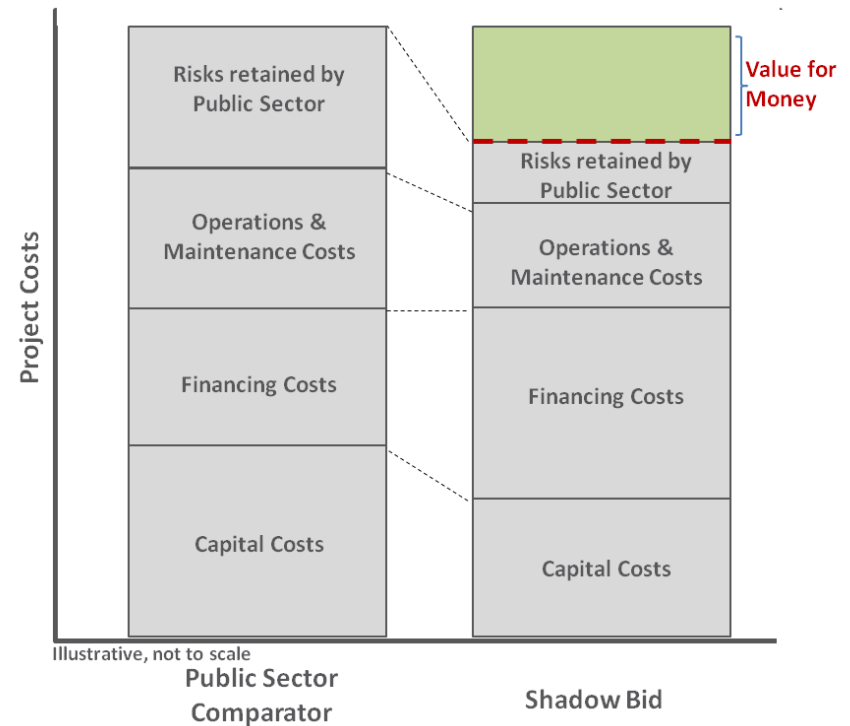 Risks retained by
Public Sector
Operations &
Maintenance Costs
Financing Costs
Capital Costs
Value for
Money
Risks retained by
Public Sector
Operations &
Maintenance Costs
Financing Costs
Capital Costs
Project Costs
Illustrative, not to scale
Public Sector
Comparator
Shadow Bid